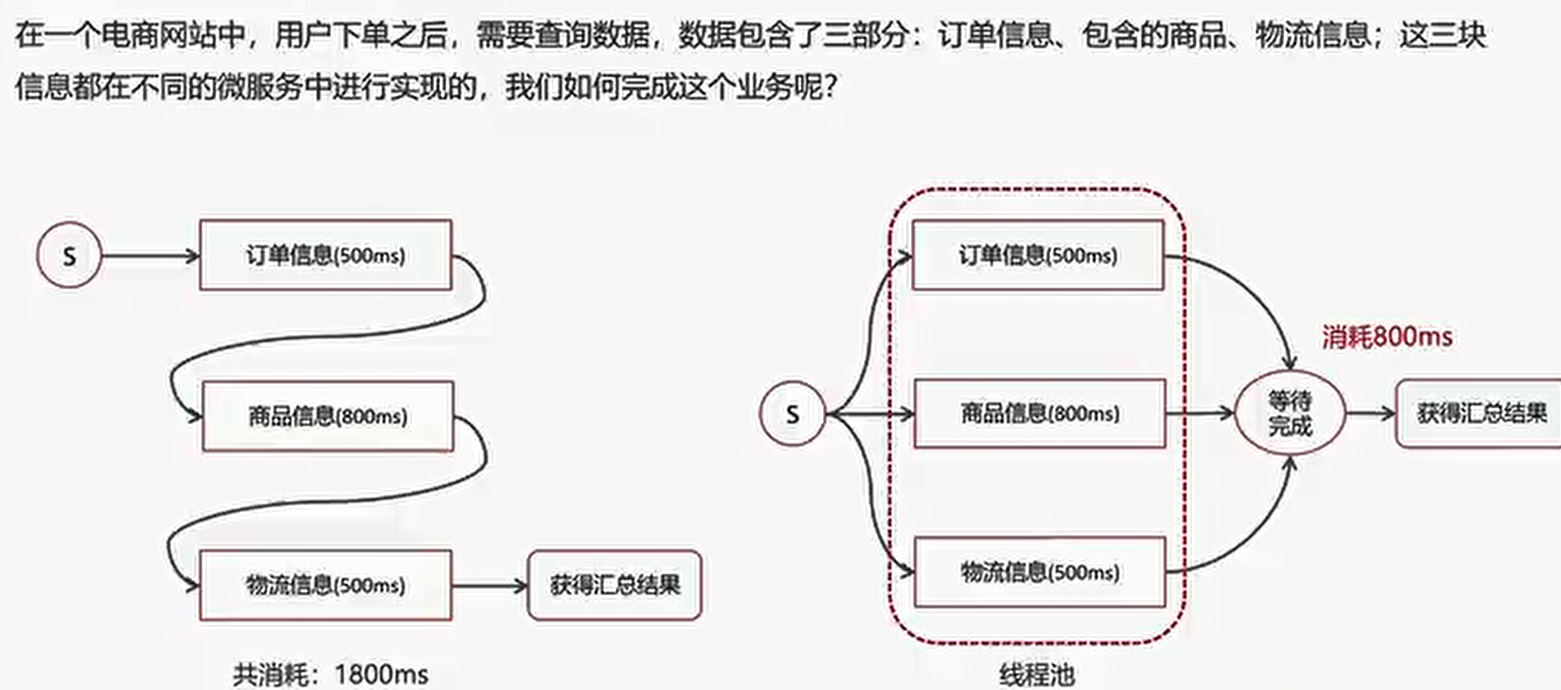 在一个电商网站中，用户下单之后，需要查询数据，数据包含了三部分：订单信息、包含的商品、物流信息；这三块
信息都在不同的微服务中进行实现的，我们如何完成这个业务呢？
S
订单信息(500ms)
商品信息(800ms)
物流信息(500ms)
获得汇总结果
共消耗：1800ms
S
订单信息(500ms)
商品信息(800ms)
物流信息(500ms)
线程池
消耗800ms
等待
完成
获得汇总结果